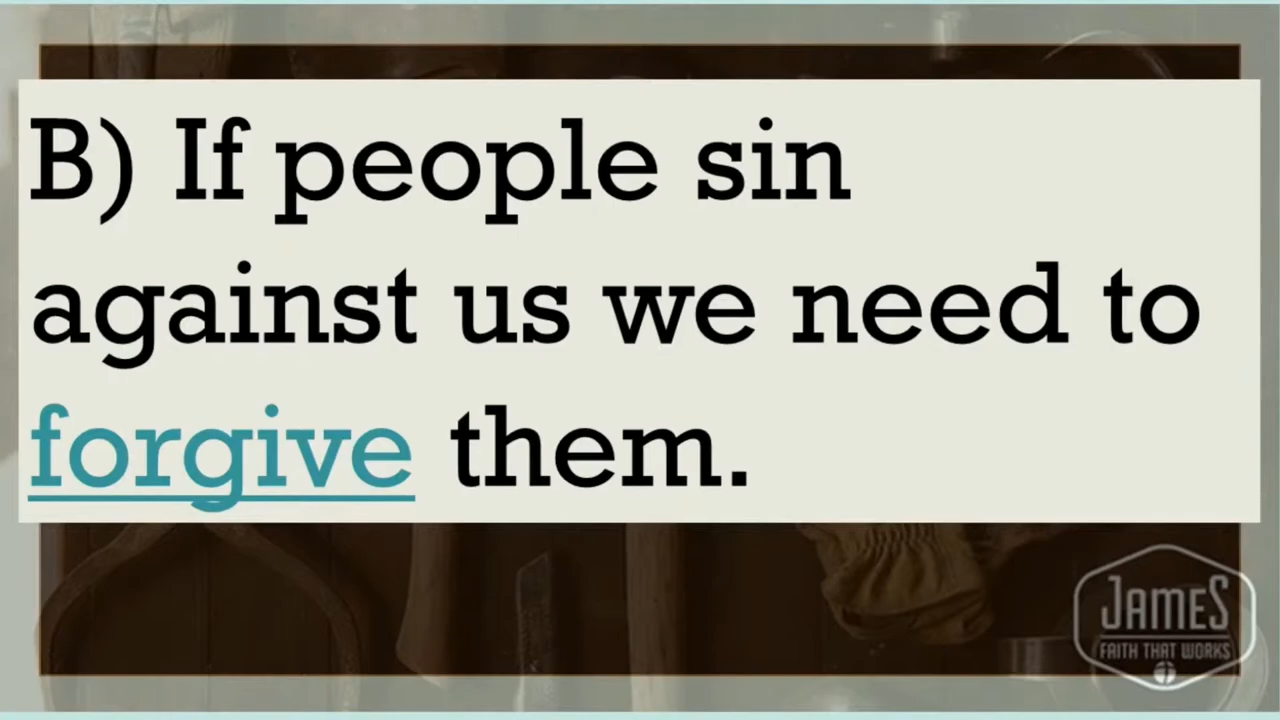 B) If people sin
against us we need to
forgive them.
JAMES
FAITH THAT WORKS